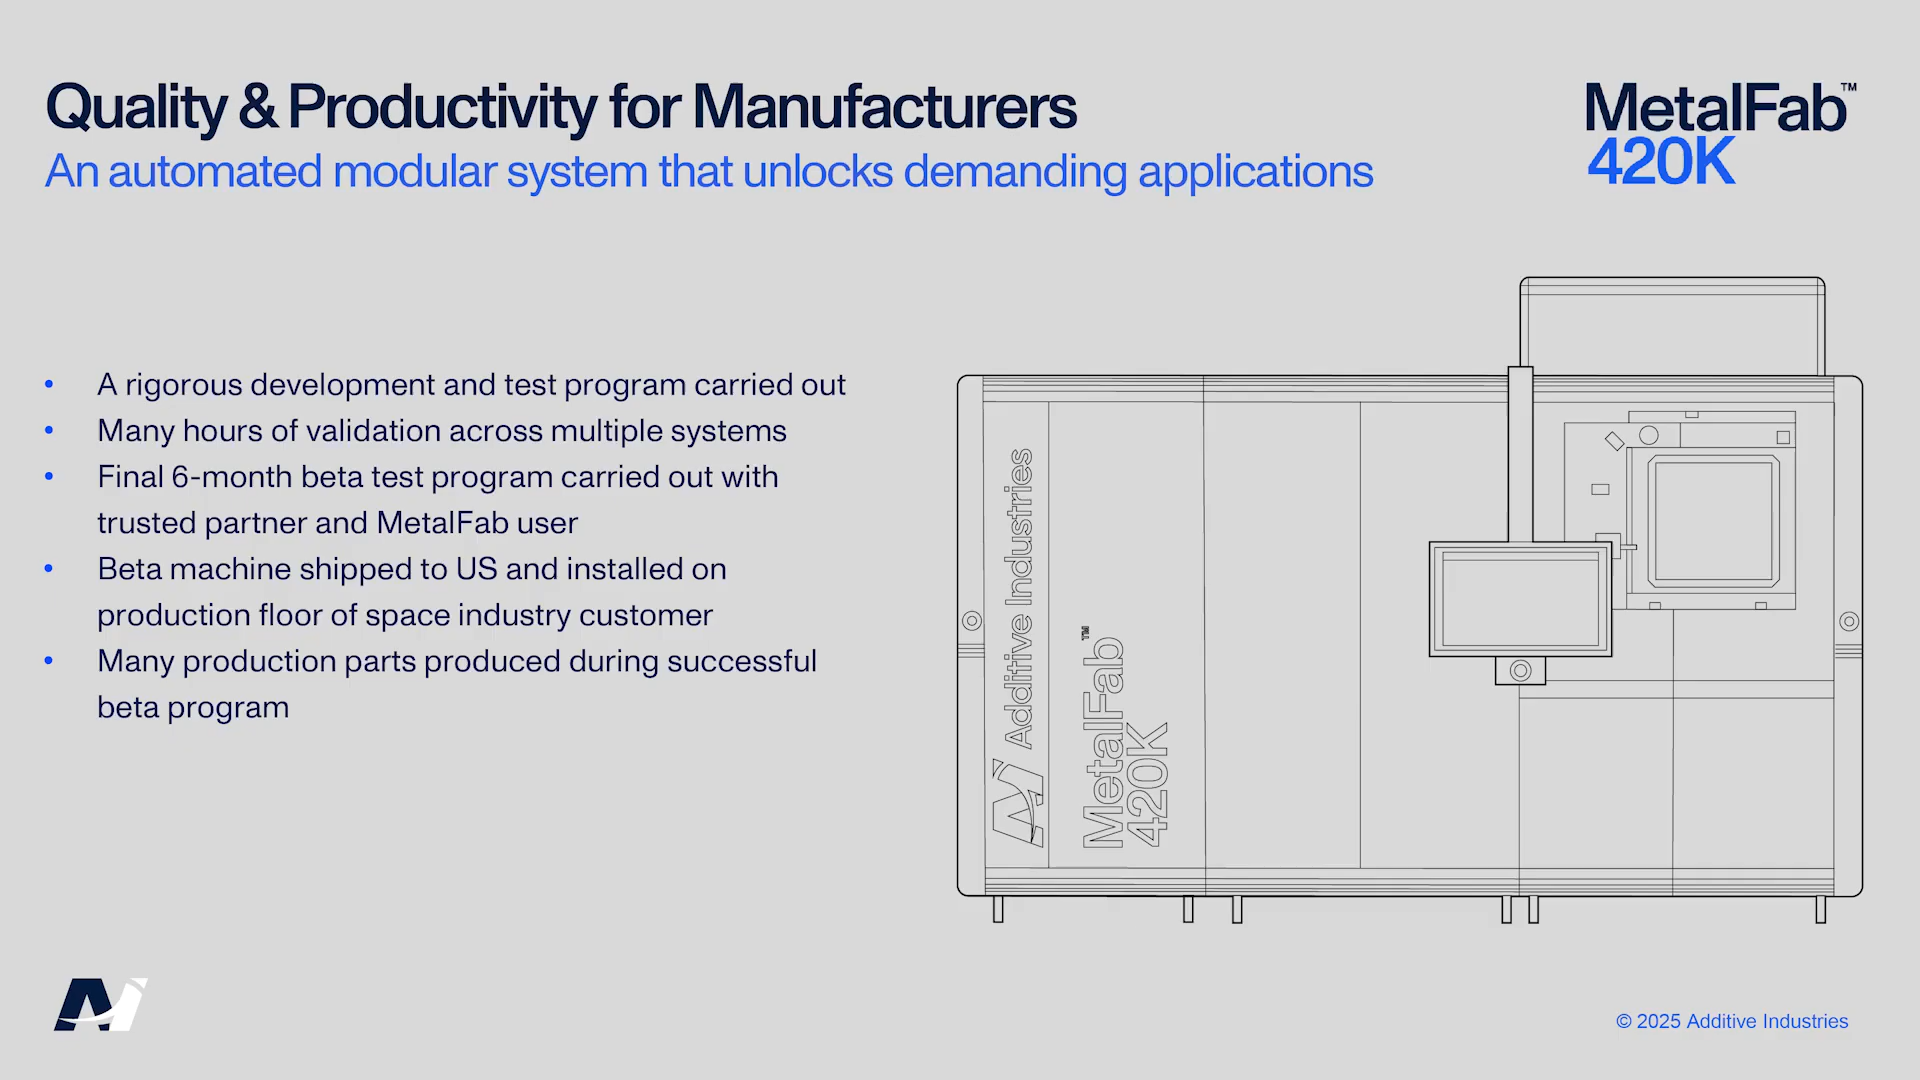 Quality & Productivity for Manufacturers
An automated modular system that unlocks demanding applications
MetalFab™
420K
• A rigorous development and test program carried out
• Many hours of validation across multiple systems
• Final 6-month beta test program carried out with
trusted partner and MetalFab user
• Beta machine shipped to US and installed on
production floor of space industry customer
• Many production parts produced during successful
beta program
Additive Industries
MetalFab™
420K
© 2025 Additive Industries